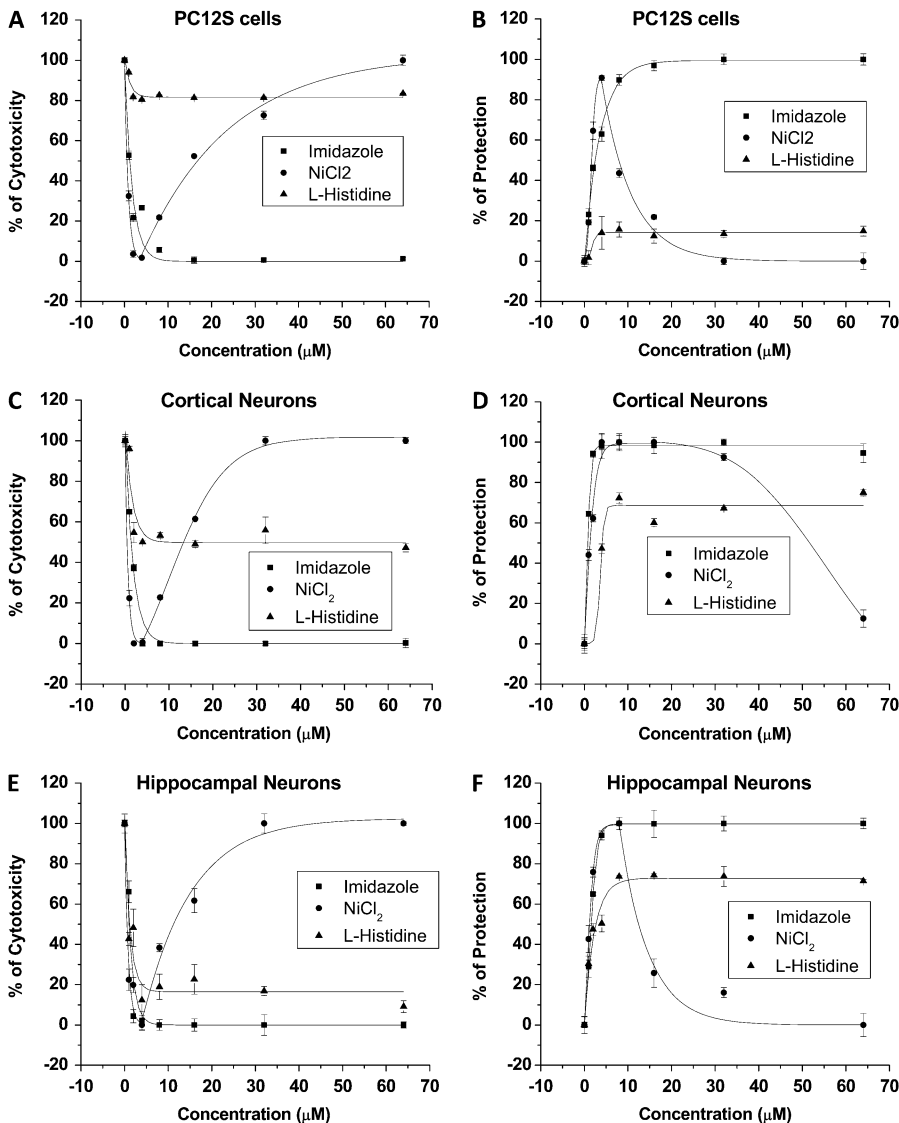 A
PC12S cells
% of Cytotoxicity
120
100
80
60
40
20
0
-20
Imidazole
NiCl2
L-Histidine
-10 0 10 20 30 40 50 60 70
Concentration (μM)
B
PC12S cells
% of Protection
120
100
80
60
40
20
0
-20
Imidazole
NiCl2
L-Histidine
-10 0 10 20 30 40 50 60 70
Concentration (μM)
C
Cortical Neurons
% of Cytotoxicity
120
100
80
60
40
20
0
-20
Imidazole
NiCl₂
L-Histidine
-10 0 10 20 30 40 50 60 70
Concentration (μM)
D
Cortical Neurons
% of Protection
120
100
80
60
40
20
0
-20
Imidazole
NiCl₂
L-Histidine
-10 0 10 20 30 40 50 60 70
Concentration (μM)
E
Hippocampal Neurons
% of Cytotoxicity
120
100
80
60
40
20
0
-20
Imidazole
NiCl₂
L-Histidine
-10 0 10 20 30 40 50 60 70
Concentration (μM)
F
Hippocampal Neurons
% of Protection
120
100
80
60
40
20
0
-20
Imidazole
NiCl₂
L-Histidine
-10 0 10 20 30 40 50 60 70
Concentration (μM)